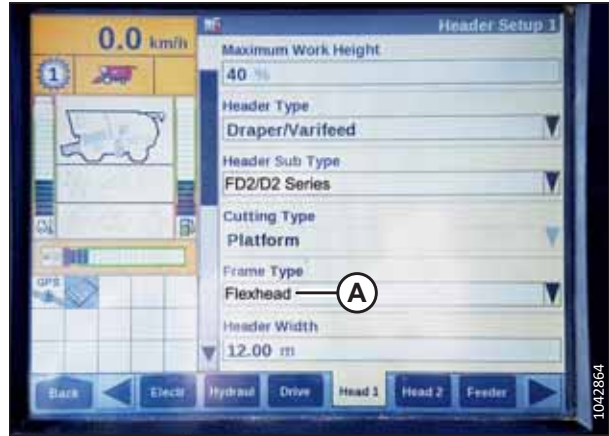 0.0 km/h
Header Setup 1
Maximum Work Height
40 %
1
Header Type
Draper/Varifeed
Header Sub Type
FD2/D2 Series
Cutting Type
Platform
Frame Type
Flexhead
A
GPS
Header Width
12.00 m
Back
Electr
Hydraul
Drive
Head 1
Head 2
Feeder
1042864